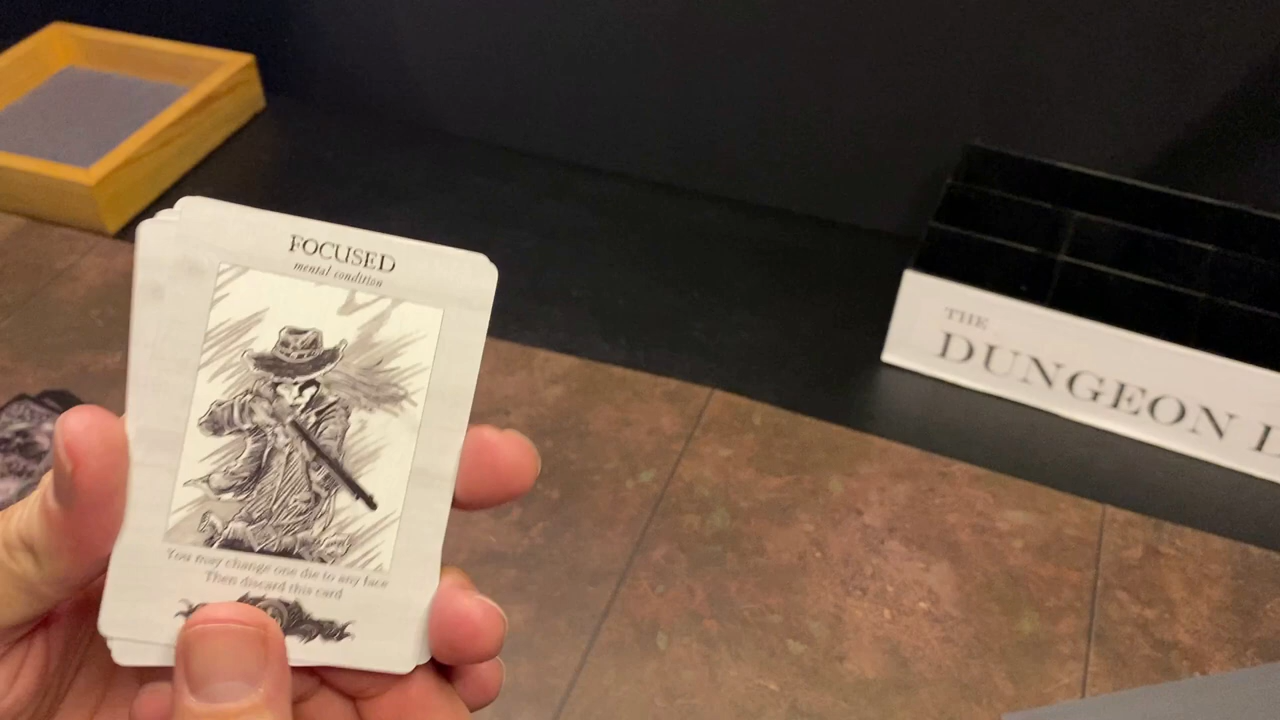 FOCUSED
mental condition
You may change one die to any face
Then discard this card
THE
DUNGEON